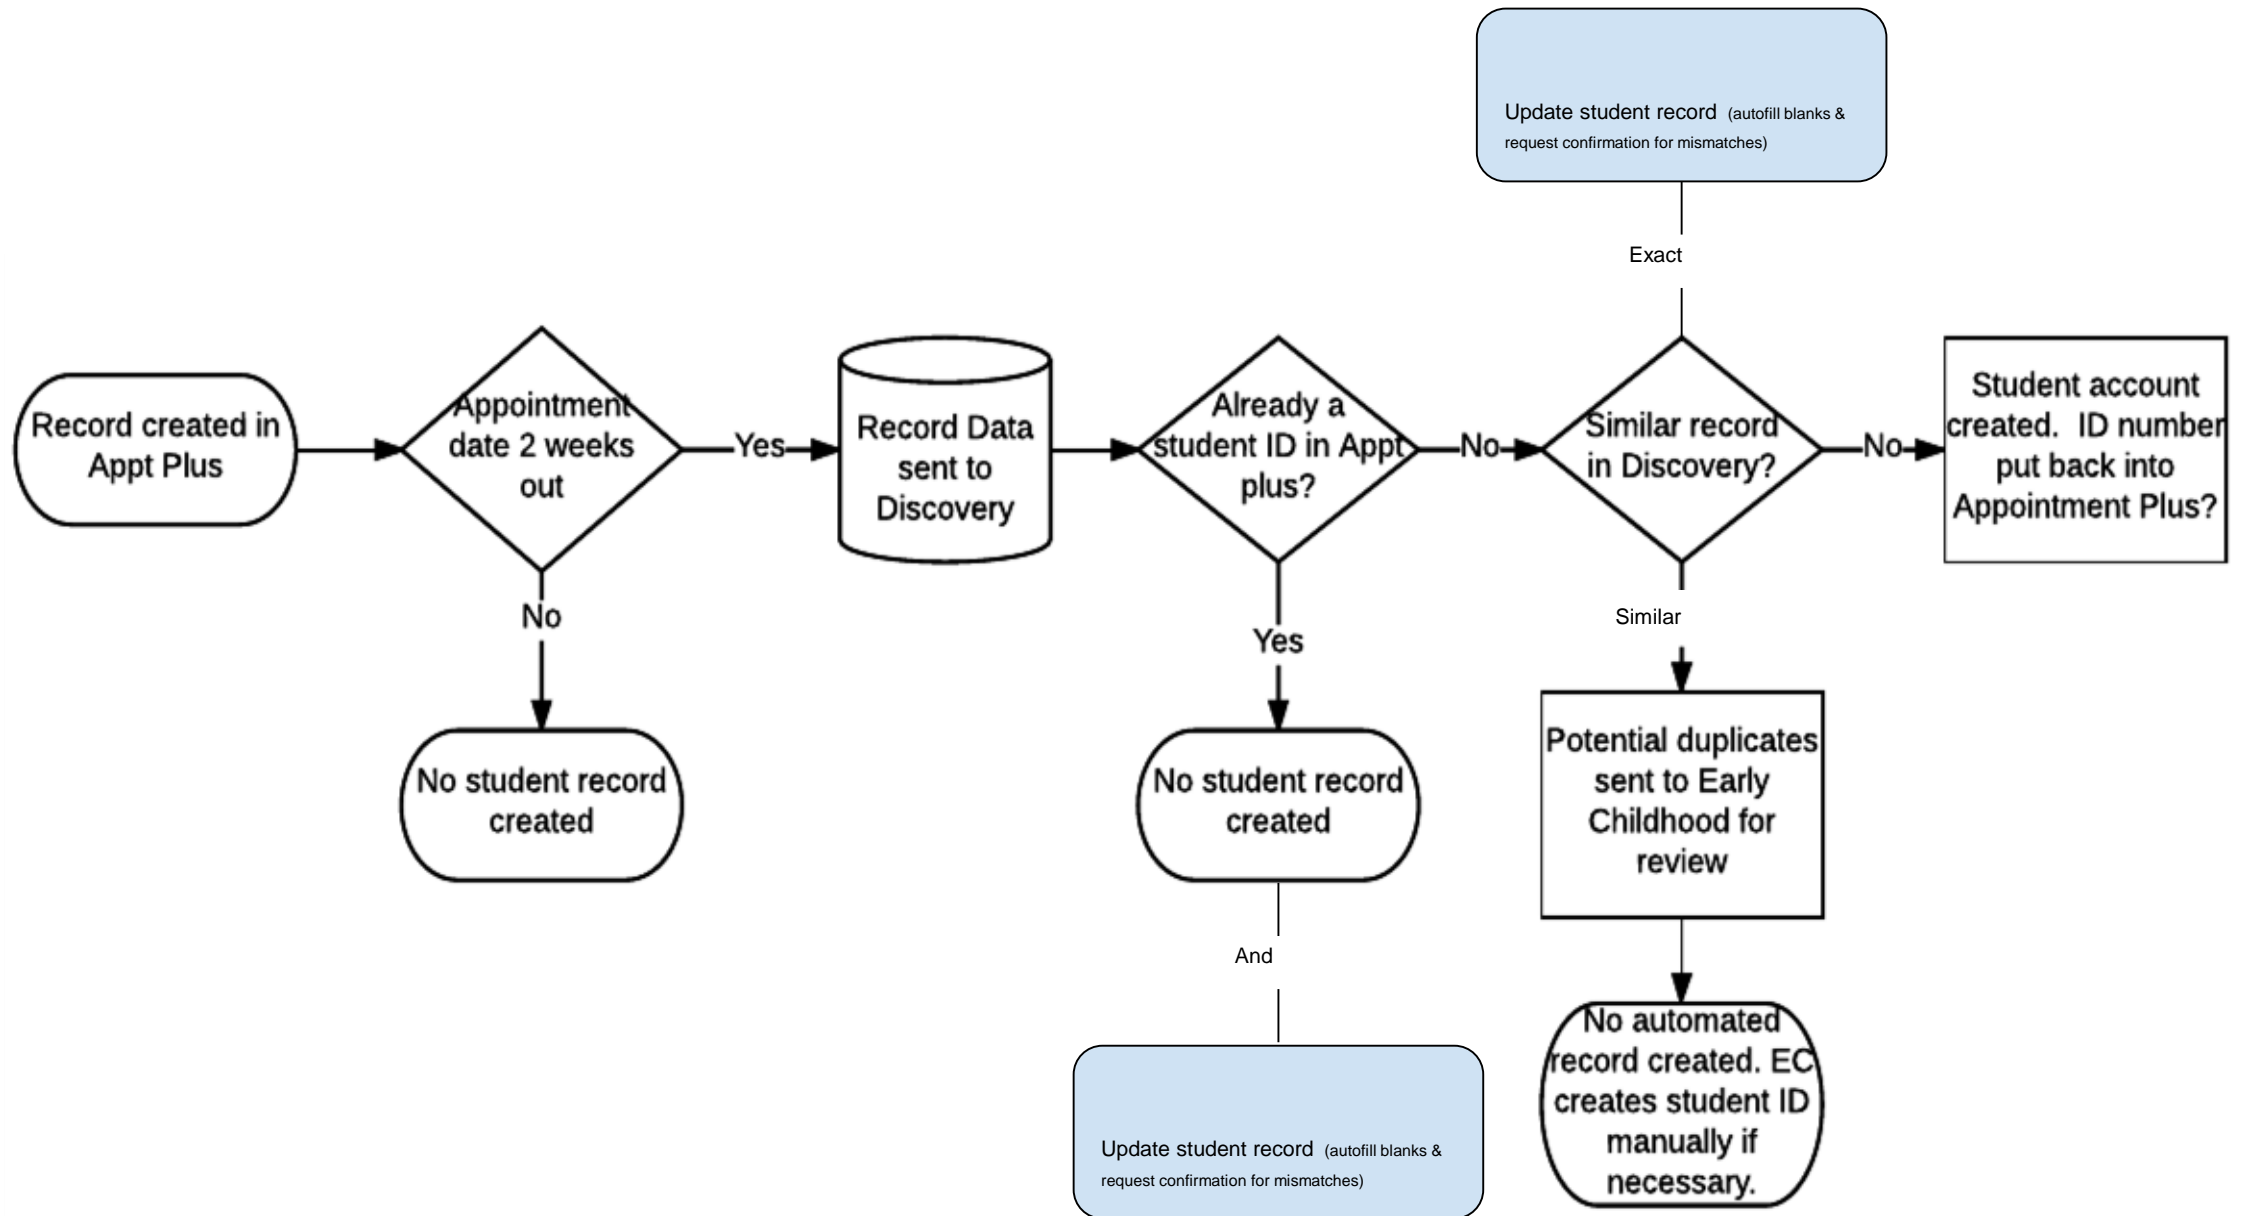 Update student record (autofill blanks &
request confirmation for mismatches)
Exact
Record created in
Appt Plus
Appointment
date 2 weeks
out
Yes
Record Data
sent to
Discovery
Already a
student ID in Appt
plus?
No
Similar record
in Discovery?
No
Student account
created.  ID number
put back into
Appointment Plus?
No
No student record
created
Yes
No student record
created
And
Update student record (autofill blanks &
request confirmation for mismatches)
Similar
Potential duplicates
sent to Early
Childhood for
review
No automated
record created. EC
creates student ID
manually if
necessary.